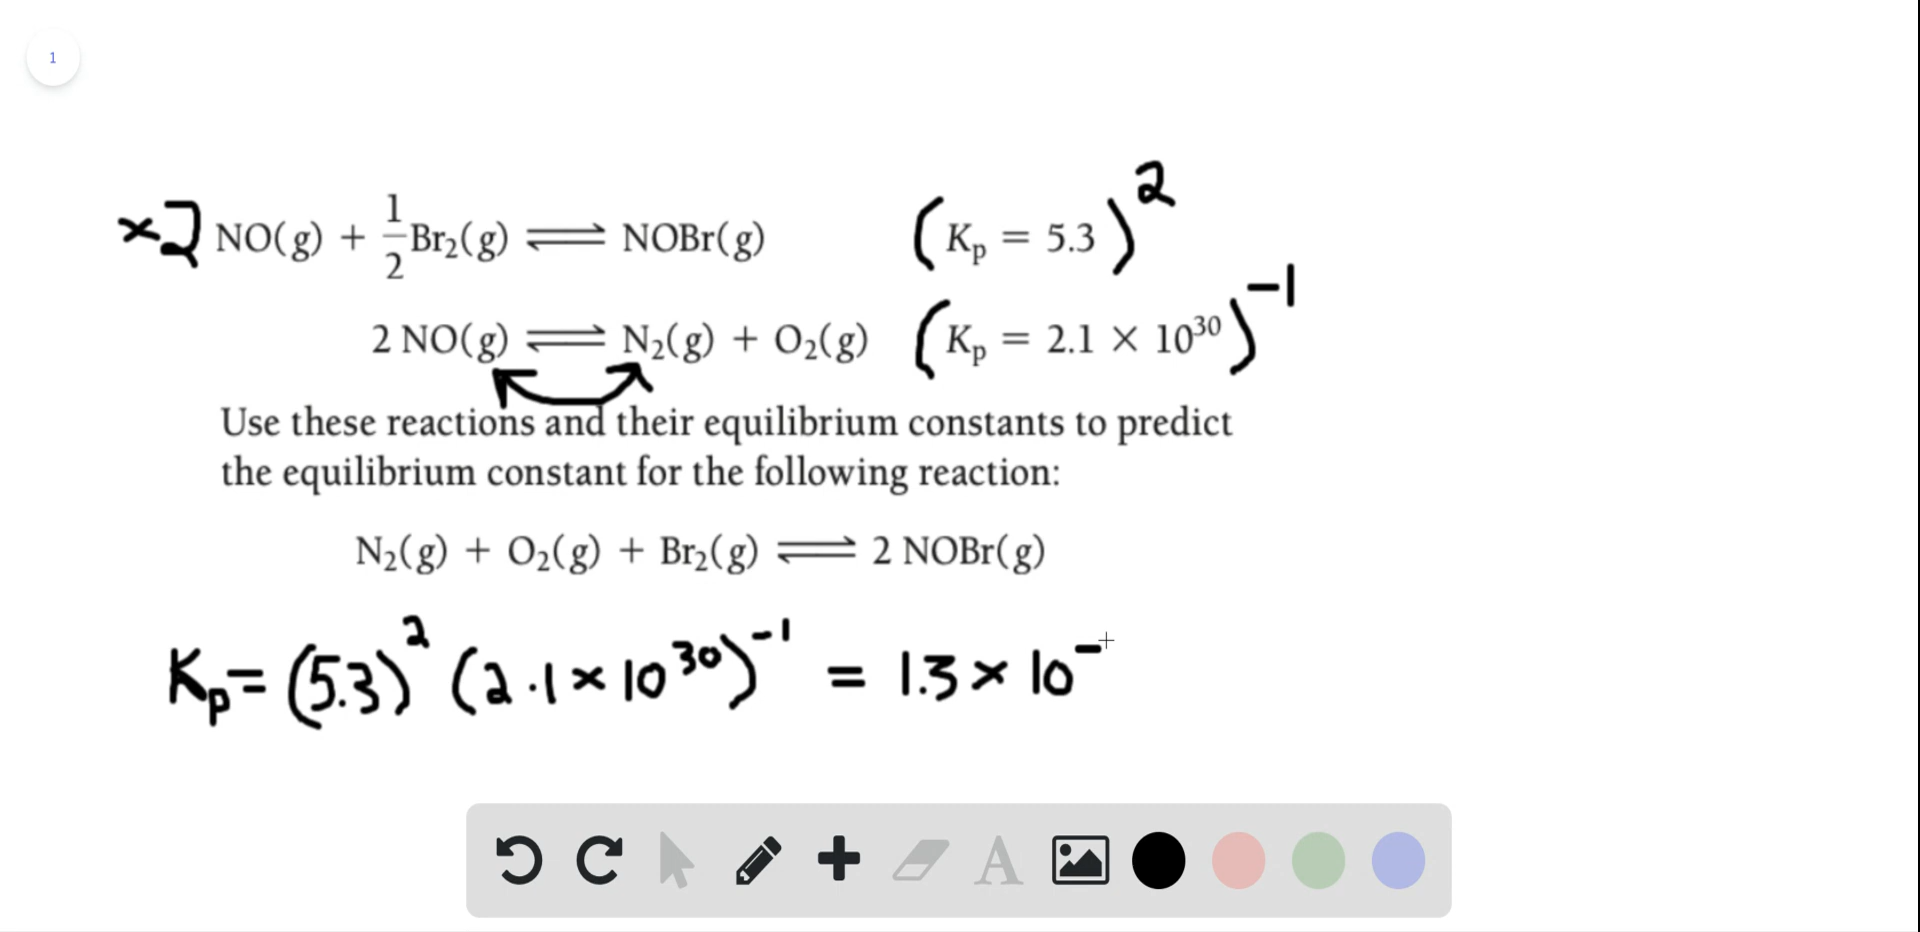 1
×2 NO(g) + 1/2 Br₂(g) ⇌ NOBr(g) (Kₚ = 5.3)²
2 NO(g) ⇌ N₂(g) + O₂(g) (Kₚ = 2.1 × 10³⁰)⁻¹
Use these reactions and their equilibrium constants to predict
the equilibrium constant for the following reaction:
N₂(g) + O₂(g) + Br₂(g) ⇌ 2 NOBr(g)
Kₚ = (5.3)² (2.1 × 10³⁰)⁻¹ = 1.3 × 10⁻
A